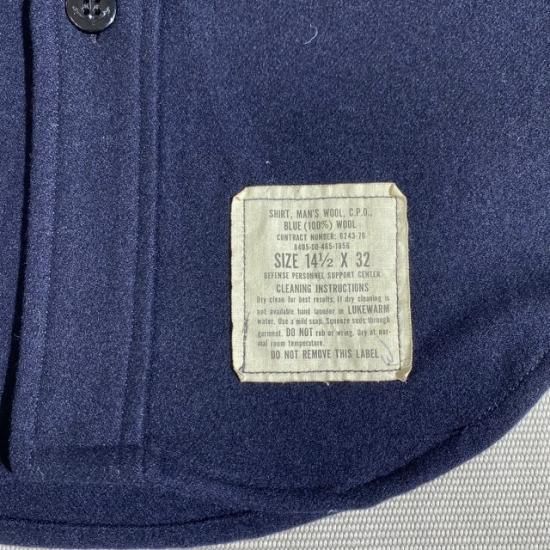 SHIRT, MAN'S WOOL, C.P.O.,
BLUE (100%) WOOL
CONTRACT NUMBER: 0243-76
8405-00-465-1856
SIZE 14½ X 32
DEFENSE PERSONNEL SUPPORT CENTER
CLEANING INSTRUCTIONS
Dry clean for best results. If dry cleaning is
not available hand launder in LUKEWARM
water. Use a mild soap. Squeeze suds through
garment. DO NOT rub or wring. Dry at nor-
mal room temperature.
DO NOT REMOVE THIS LABEL